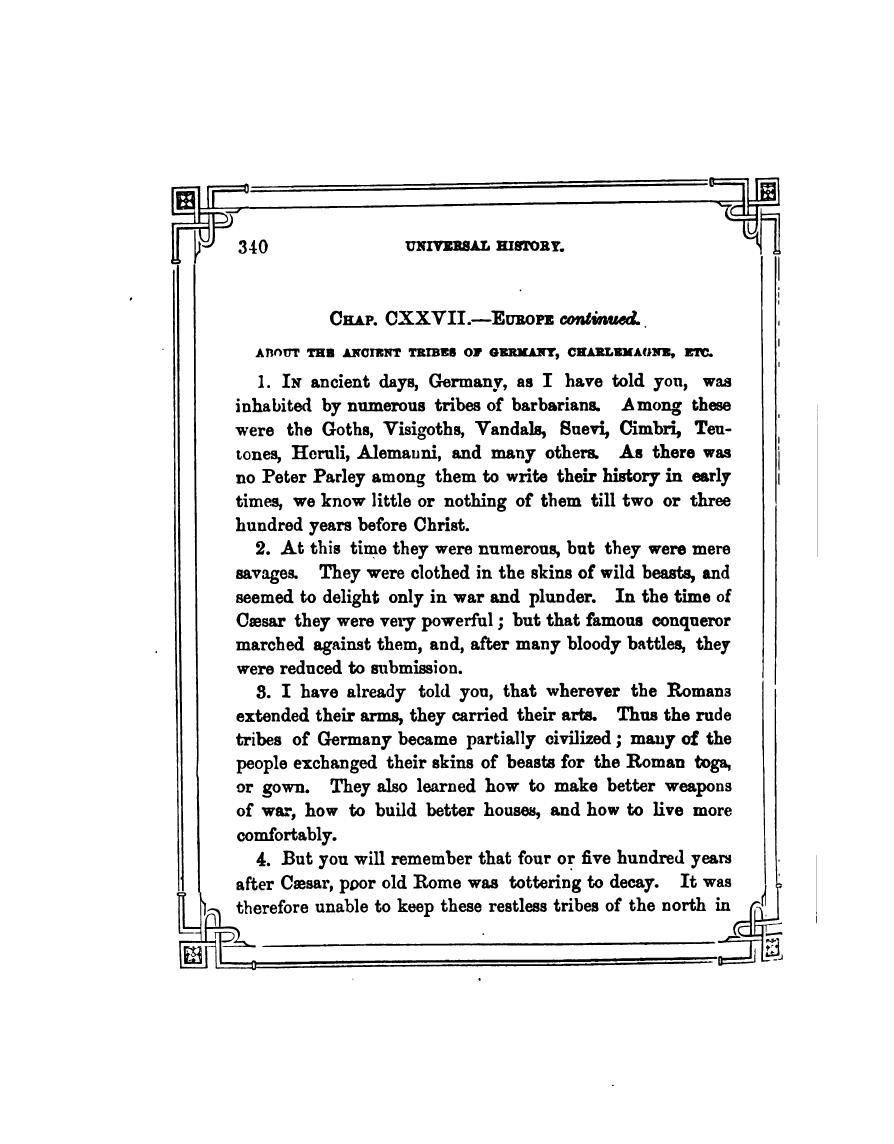 340 UNIVERSAL HISTORY.
CHAP. CXXVII.—EUROPE continued.
ABOUT THE ANCIENT TRIBES OF GERMANY, CHARLEMAGNE, ETC.
1. IN ancient days, Germany, as I have told you, was
inhabited by numerous tribes of barbarians. Among these
were the Goths, Visigoths, Vandals, Suevi, Cimbri, Teu-
tones, Heruli, Alemanni, and many others. As there was
no Peter Parley among them to write their history in early
times, we know little or nothing of them till two or three
hundred years before Christ.
2. At this time they were numerous, but they were mere
savages. They were clothed in the skins of wild beasts, and
seemed to delight only in war and plunder. In the time of
Cæsar they were very powerful; but that famous conqueror
marched against them, and, after many bloody battles, they
were reduced to submission.
3. I have already told you, that wherever the Romans
extended their arms, they carried their arts. Thus the rude
tribes of Germany became partially civilized; many of the
people exchanged their skins of beasts for the Roman toga,
or gown. They also learned how to make better weapons
of war, how to build better houses, and how to live more
comfortably.
4. But you will remember that four or five hundred years
after Cæsar, poor old Rome was tottering to decay. It was
therefore unable to keep these restless tribes of the north in